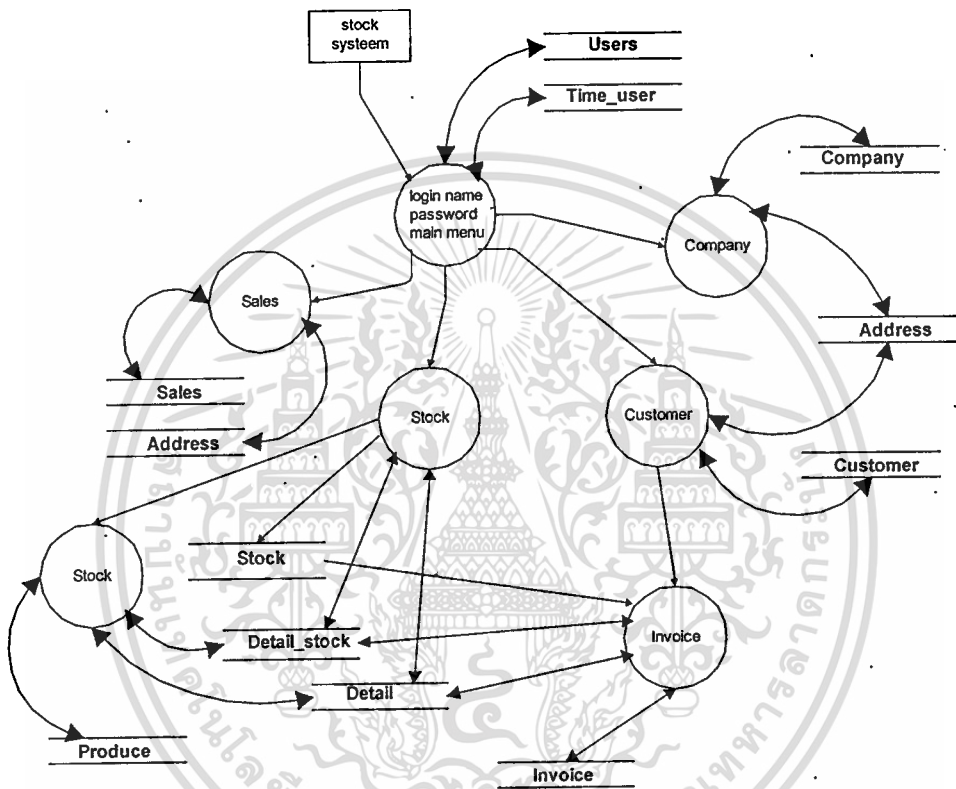 stock
systeem
Users
Time_user
Company
login name
password
main menu
Company
Sales
Address
Sales
Stock
Customer
Address
Customer
Stock
Stock
Invoice
Detail_stock
Detail
Produce
Invoice